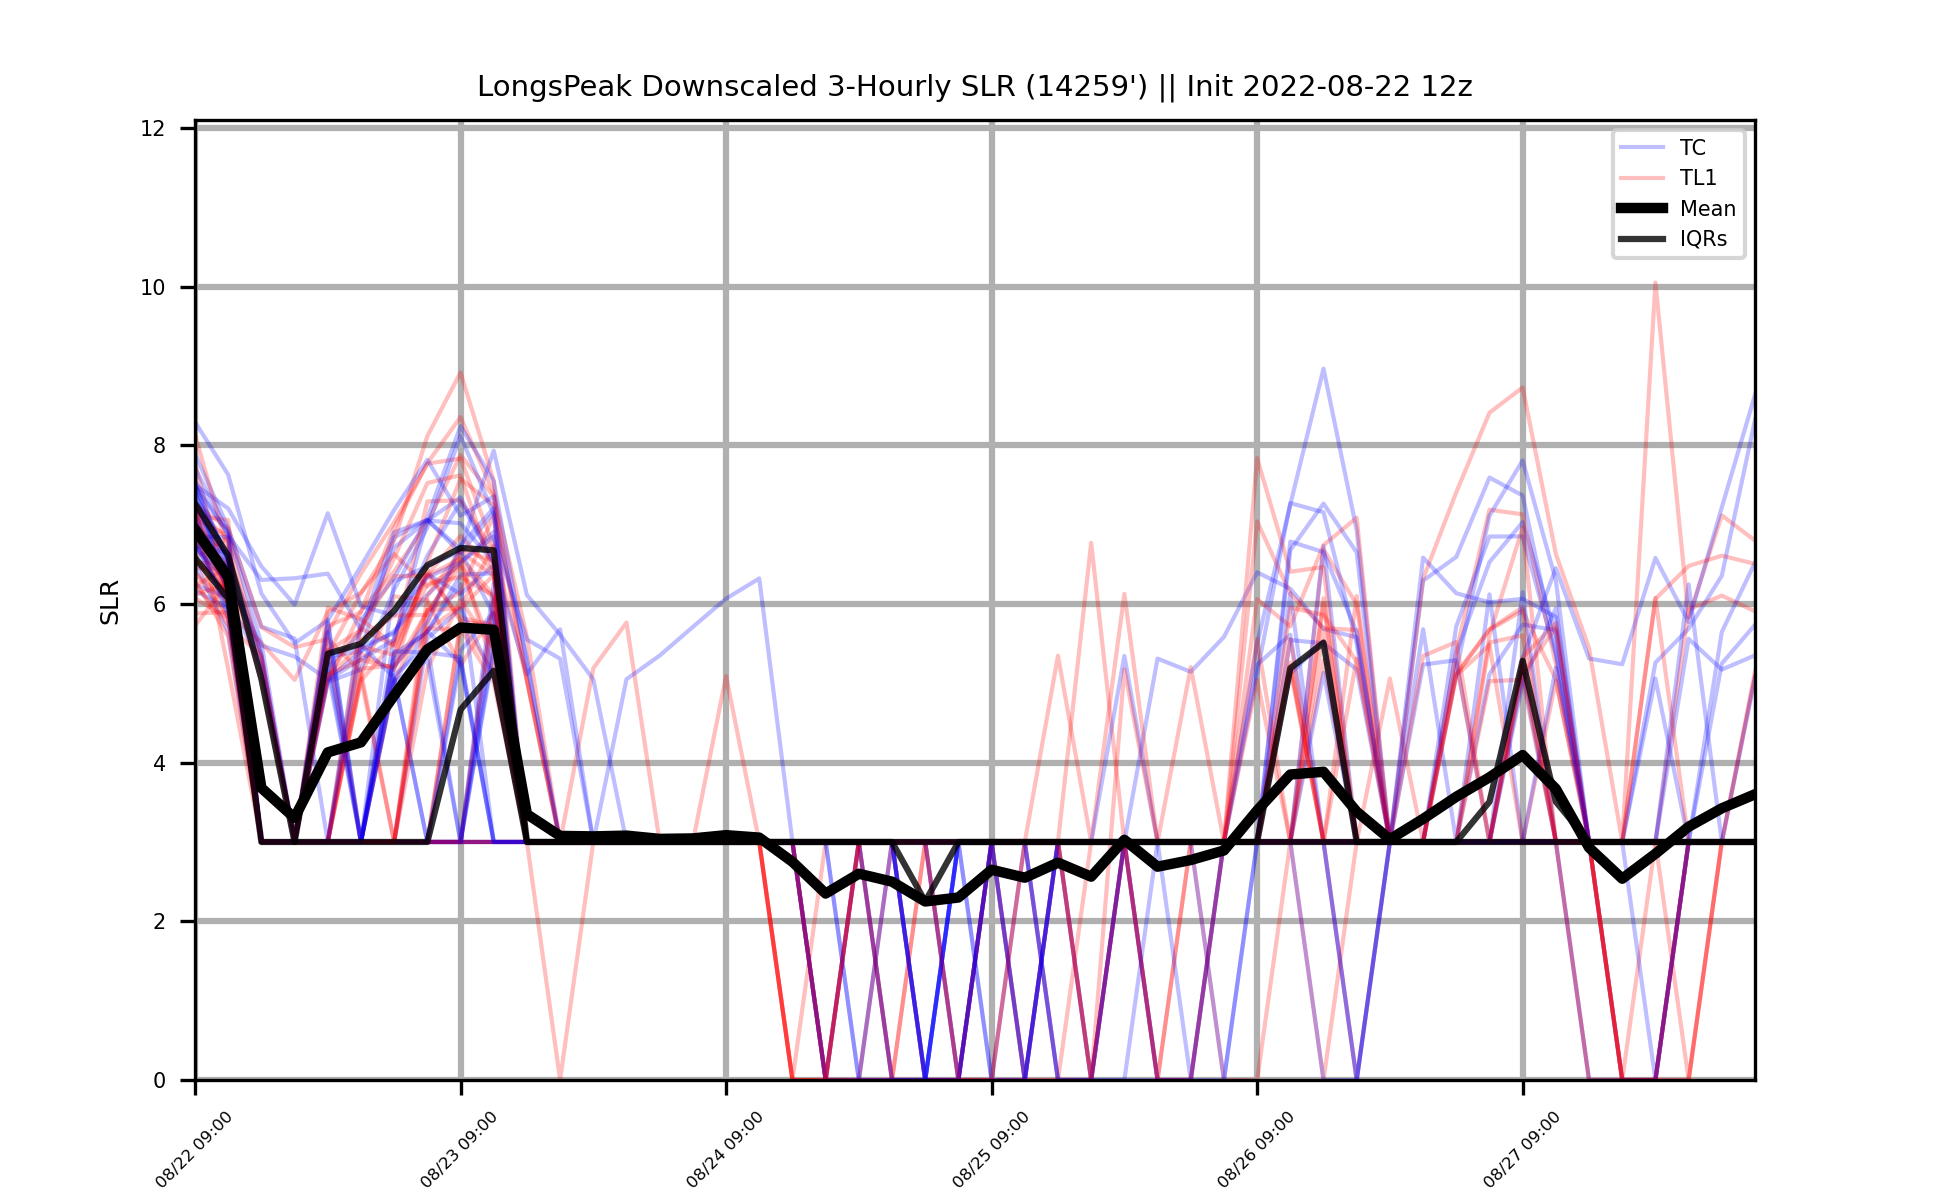 LongsPeak Downscaled 3-Hourly SLR (14259') || Init 2022-08-22 12z
12
10
8
6
4
2
0
SLR
TC
TL1
Mean
IQRs
08/22 09:00
08/23 09:00
08/24 09:00
08/25 09:00
08/26 09:00
08/27 09:00